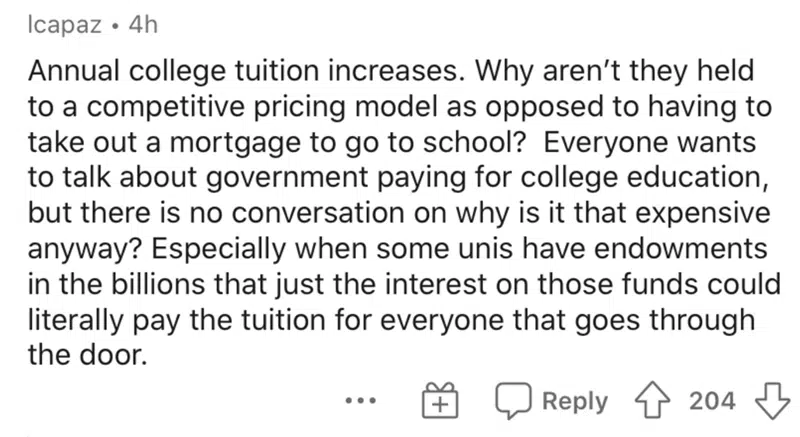 lcapaz • 4h
Annual college tuition increases. Why aren’t they held
to a competitive pricing model as opposed to having to
take out a mortgage to go to school?  Everyone wants
to talk about government paying for college education,
but there is no conversation on why is it that expensive
anyway? Especially when some unis have endowments
in the billions that just the interest on those funds could
literally pay the tuition for everyone that goes through
the door.
... Reply 204